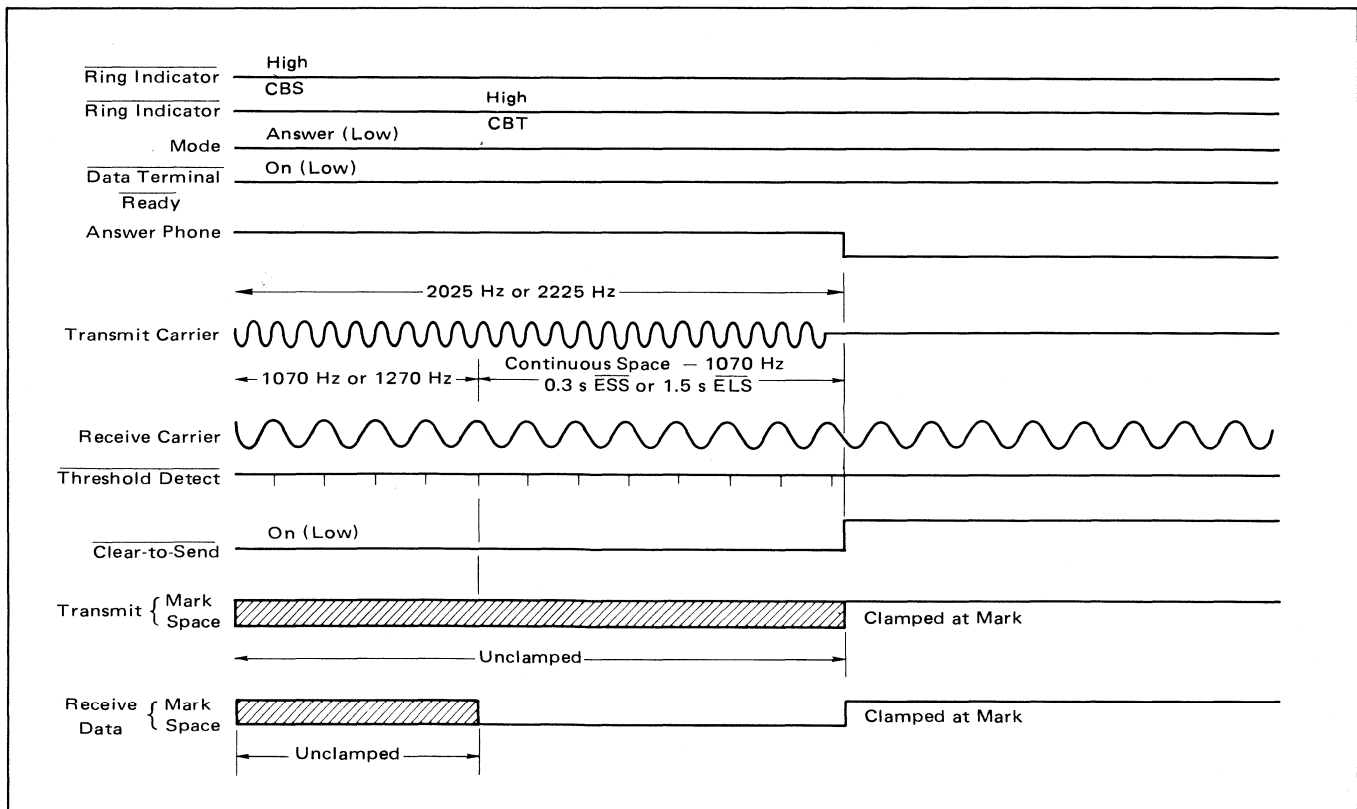 High
Ring Indicator
CBS
High
Ring Indicator
CBT
Answer (Low)
Mode
On (Low)
Data Terminal
Ready
Answer Phone
2025 Hz or 2225 Hz
Transmit Carrier
Continuous Space — 1070 Hz
1070 Hz or 1270 Hz
0.3 s ESS or 1.5 s ELS
Receive Carrier
Threshold Detect
On (Low)
Clear-to-Send
Transmit { Mark
Space
Clamped at Mark
Unclamped
Receive Data { Mark
Space
Clamped at Mark
Unclamped